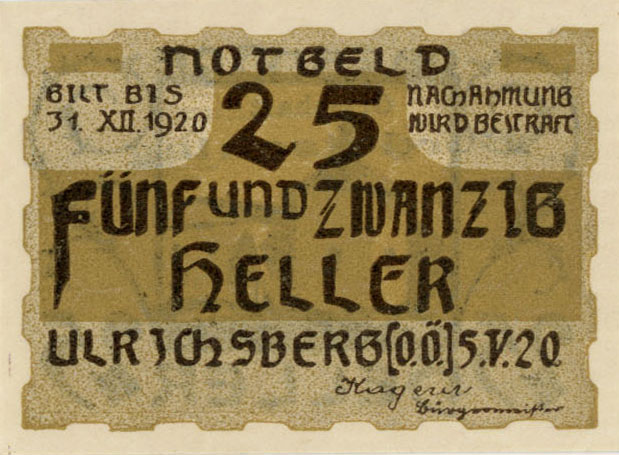 NOTGELD
GILT BIS
31. XII. 1920
25
NACHAHMUNG
WIRD BESTRAFT
FÜNFUNDZWANZIG
HELLER
ULRICHSBERG (O.Ö.) 5.V.20.
Bürgermeister